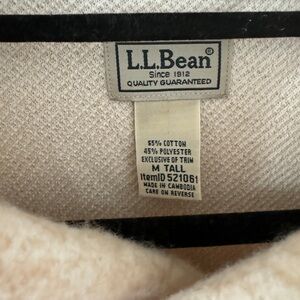 L.L.Bean®
Since 1912
QUALITY GUARANTEED
55% COTTON
45% POLYESTER
EXCLUSIVE OF TRIM
M TALL
ItemID 521061
MADE IN CAMBODIA
CARE ON REVERSE